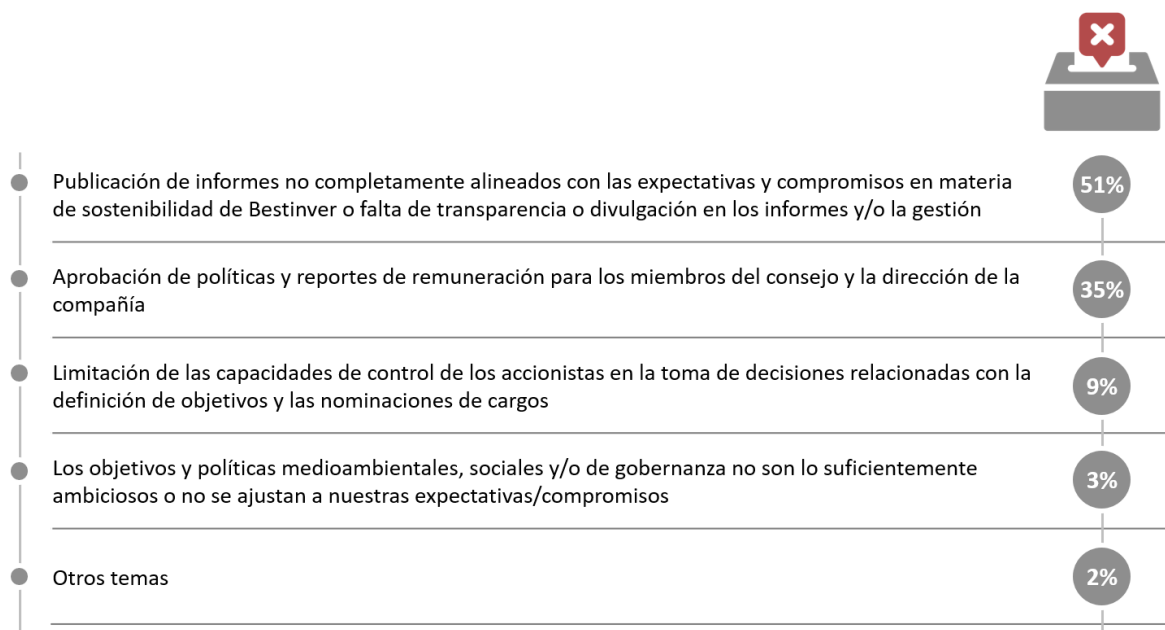 Publicación de informes no completamente alineados con las expectativas y compromisos en materia
de sostenibilidad de Bestinver o falta de transparencia o divulgación en los informes y/o la gestión
51%
Aprobación de políticas y reportes de remuneración para los miembros del consejo y la dirección de la
compañía
35%
Limitación de las capacidades de control de los accionistas en la toma de decisiones relacionadas con la
definición de objetivos y las nominaciones de cargos
9%
Los objetivos y políticas medioambientales, sociales y/o de gobernanza no son lo suficientemente
ambiciosos o no se ajustan a nuestras expectativas/compromisos
3%
Otros temas
2%